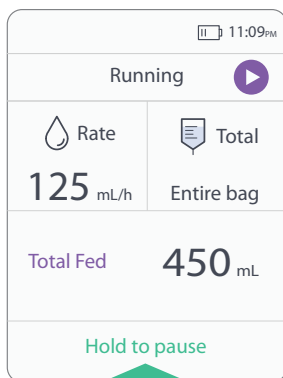 11:09PM
Running
Rate
Total
125 mL/h
Entire bag
Total Fed
450 mL
Hold to pause